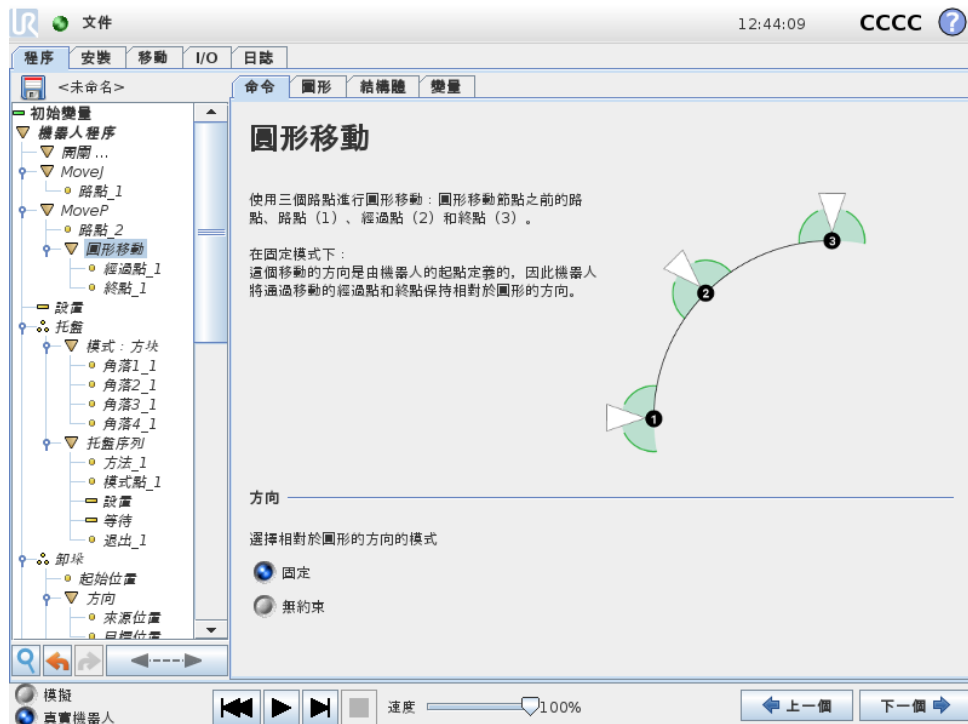 UR 文件 12:44:09 CCCC ?
程序 安裝 移動 I/O 日誌
<未命名> 命令 圖形 結構體 變量
初始變量
機器人程序
開關 ...
MoveJ
路點_1
MoveP
路點_2
圓形移動
經過點_1
終點_1
設置
托盤
模式：方块
角落1_1
角落2_1
角落3_1
角落4_1
托盤序列
方法_1
模式點_1
設置
等待
退出_1
卸垛
起始位置
方向
來源位置
目標位置
圓形移動
使用三個路點進行圓形移動：圓形移動節點之前的路
點、路點（1）、經過點（2）和終點（3）。
在固定模式下：
這個移動的方向是由機器人的起點定義的，因此機器人
將通過移動的經過點和終點保持相對於圓形的方向。
3
2
1
方向
選擇相對於圓形的方向的模式
固定
無約束
模擬
真實機器人
速度 100% 上一個 下一個